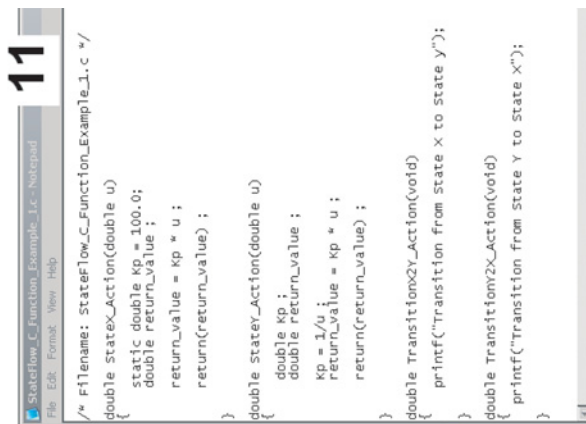 11
StateFlow_C_Function_Example_1.c - Notepad
File Edit Format View Help
/* Filename: StateFlow_C_Function_Example_1.c */
double StateX_Action(double u)
{
static double Kp = 100.0;
double return_value ;
return_value = Kp * u ;
return(return_value) ;
}
double StateY_Action(double u)
{
double Kp ;
double return_value ;
Kp = 1/u ;
return_value = Kp * u ;
return(return_value) ;
}
double TransitionX2Y_Action(void)
{
printf("Transition from State X to State y");
}
double TransitionY2X_Action(void)
{
printf("Transition from State Y to State X");
}